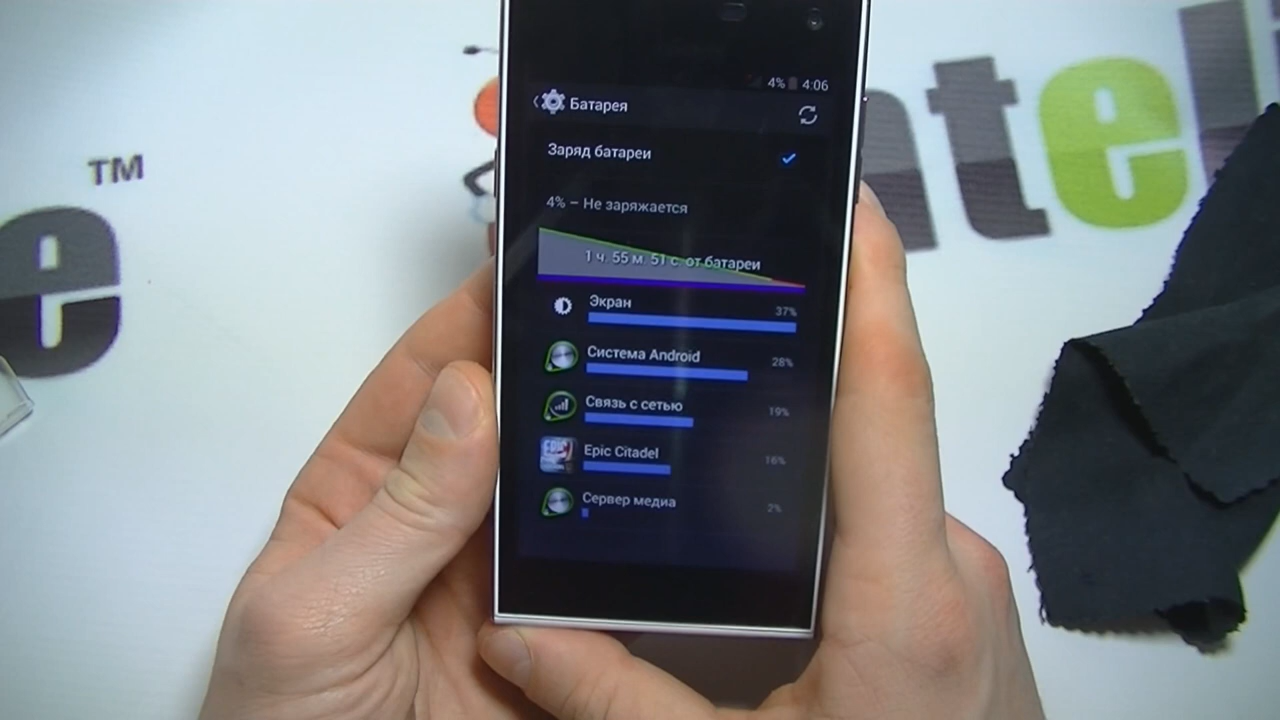 4% 4:06
Батарея
Заряд батареи
4% – Не заряжается
1 ч. 55 м. 51 с. от батареи
Экран 37%
Система Android 28%
Связь с сетью 19%
Epic Citadel 16%
Сервер медиа 2%
TM
e
ntel